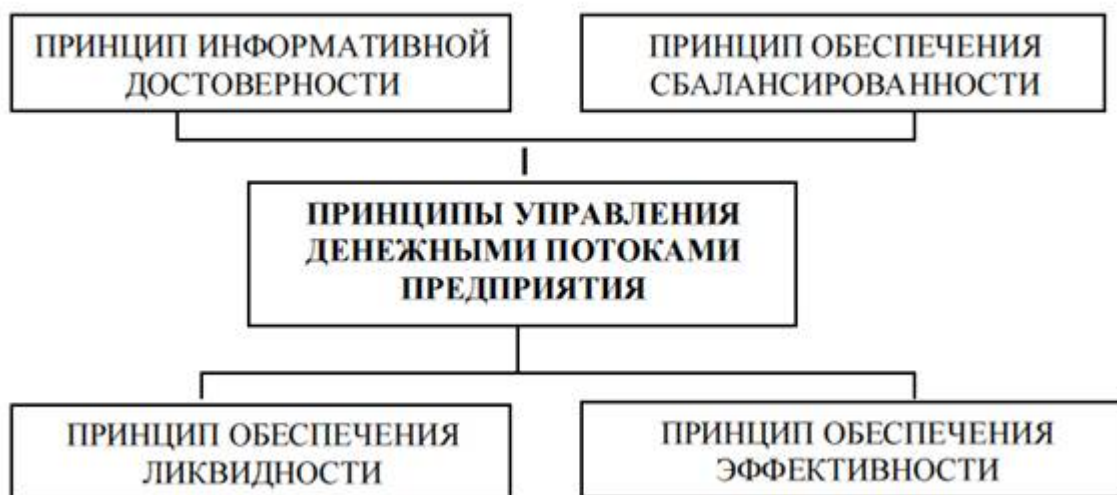 ПРИНЦИП ИНФОРМАТИВНОЙ
ДОСТОВЕРНОСТИ
ПРИНЦИП ОБЕСПЕЧЕНИЯ
СБАЛАНСИРОВАННОСТИ
ПРИНЦИПЫ УПРАВЛЕНИЯ
ДЕНЕЖНЫМИ ПОТОКАМИ
ПРЕДПРИЯТИЯ
ПРИНЦИП ОБЕСПЕЧЕНИЯ
ЛИКВИДНОСТИ
ПРИНЦИП ОБЕСПЕЧЕНИЯ
ЭФФЕКТИВНОСТИ